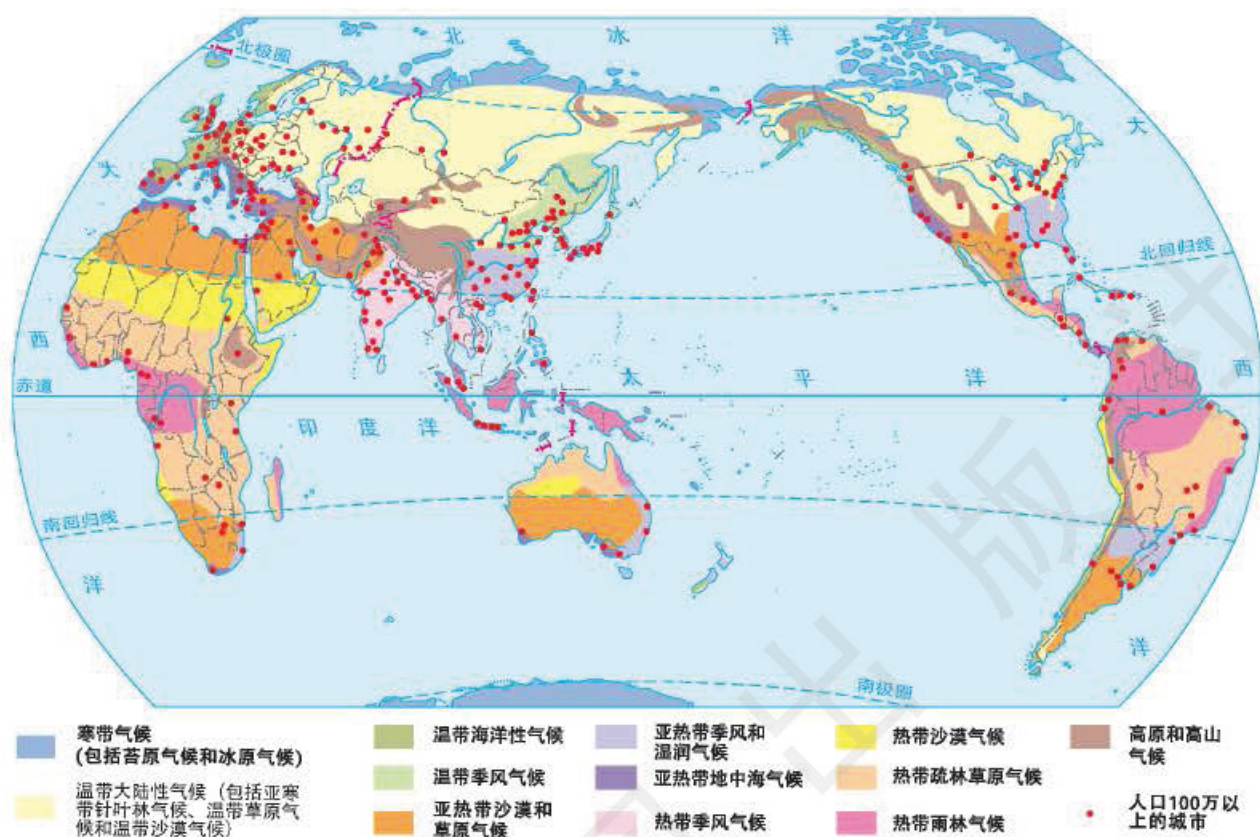 北极圈
北 冰 洋
大
大
北回归线
西
西
赤道
太 平 洋
印 度 洋
南回归线
洋
洋
南极圈
寒带气候
(包括苔原气候和冰原气候)
温带大陆性气候（包括亚寒
带针叶林气候、温带草原气
候和温带沙漠气候）
温带海洋性气候
温带季风气候
亚热带沙漠和
草原气候
亚热带季风和
湿润气候
亚热带地中海气候
热带季风气候
热带沙漠气候
热带疏林草原气候
热带雨林气候
高原和高山
气候
人口100万以
上的城市
出版社